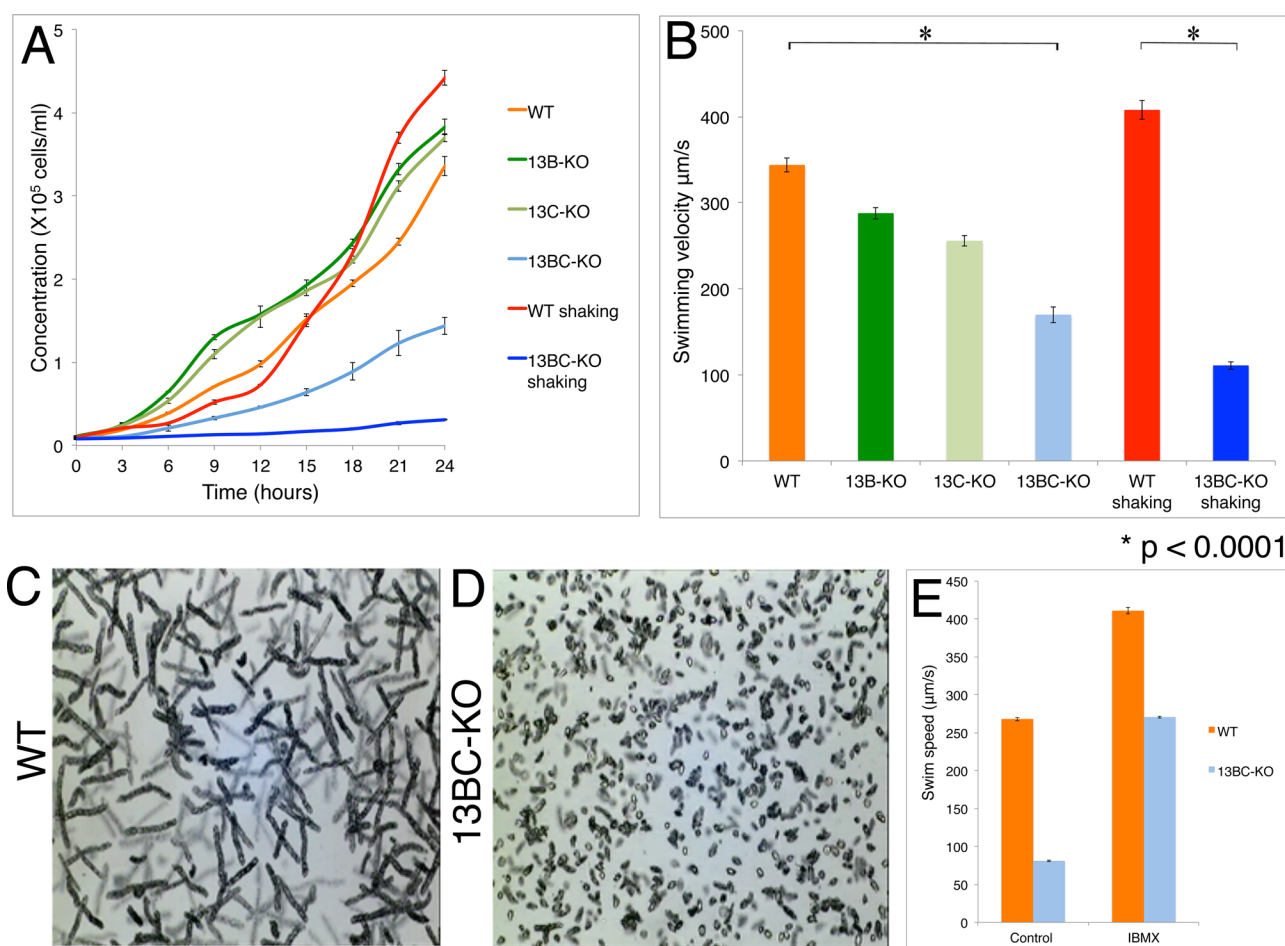 A
5
4
3
2
1
0
Concentration (X10⁵ cells/ml)
0 3 6 9 12 15 18 21 24
Time (hours)
WT
13B-KO
13C-KO
13BC-KO
WT shaking
13BC-KO
shaking
B
500
400
300
200
100
0
Swimming velocity µm/s
* *
WT 13B-KO 13C-KO 13BC-KO WT
shaking 13BC-KO
shaking
* p < 0.0001
C
WT
D
13BC-KO
E
450
400
350
300
250
200
150
100
50
0
Swim speed (µm/s)
Control IBMX
WT
13BC-KO